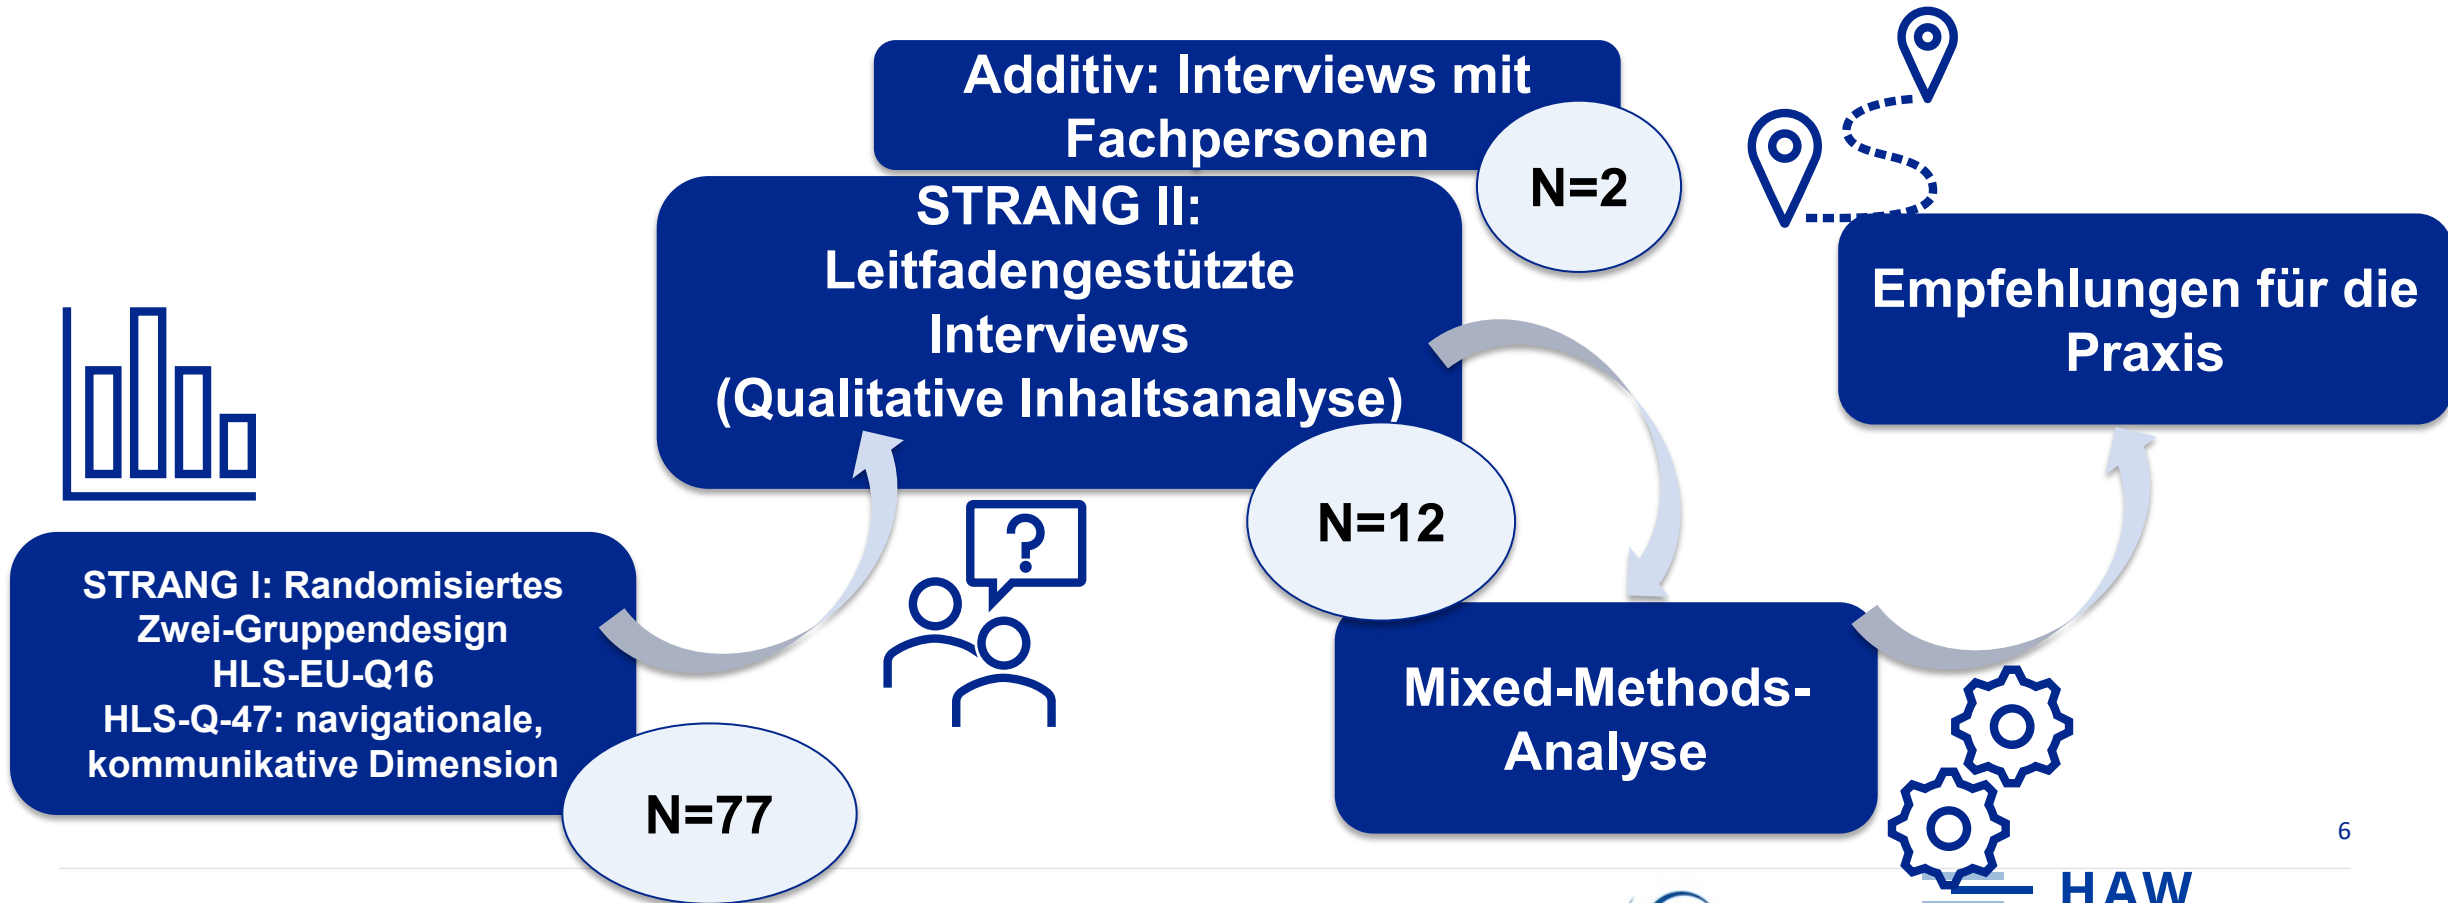 Additiv: Interviews mit
Fachpersonen
N=2
STRANG II:
Leitfadengestützte
Interviews
(Qualitative Inhaltsanalyse)
N=12
Empfehlungen für die
Praxis
?
STRANG I: Randomisiertes
Zwei-Gruppendesign
HLS-EU-Q16
HLS-Q-47: navigationale,
kommunikative Dimension
N=77
Mixed-Methods-
Analyse
6
HAW